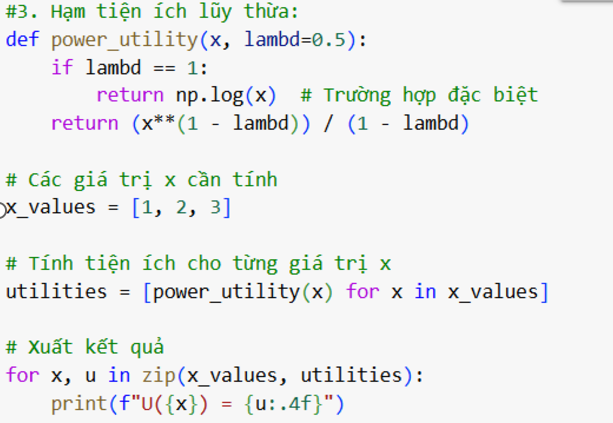 #3. Hạm tiện ích lũy thừa:
def power_utility(x, lambd=0.5):
    if lambd == 1:
        return np.log(x)  # Trường hợp đặc biệt
    return (x**(1 - lambd)) / (1 - lambd)

# Các giá trị x cần tính
x_values = [1, 2, 3]

# Tính tiện ích cho từng giá trị x
utilities = [power_utility(x) for x in x_values]

# Xuất kết quả
for x, u in zip(x_values, utilities):
    print(f"U({x}) = {u:.4f}")